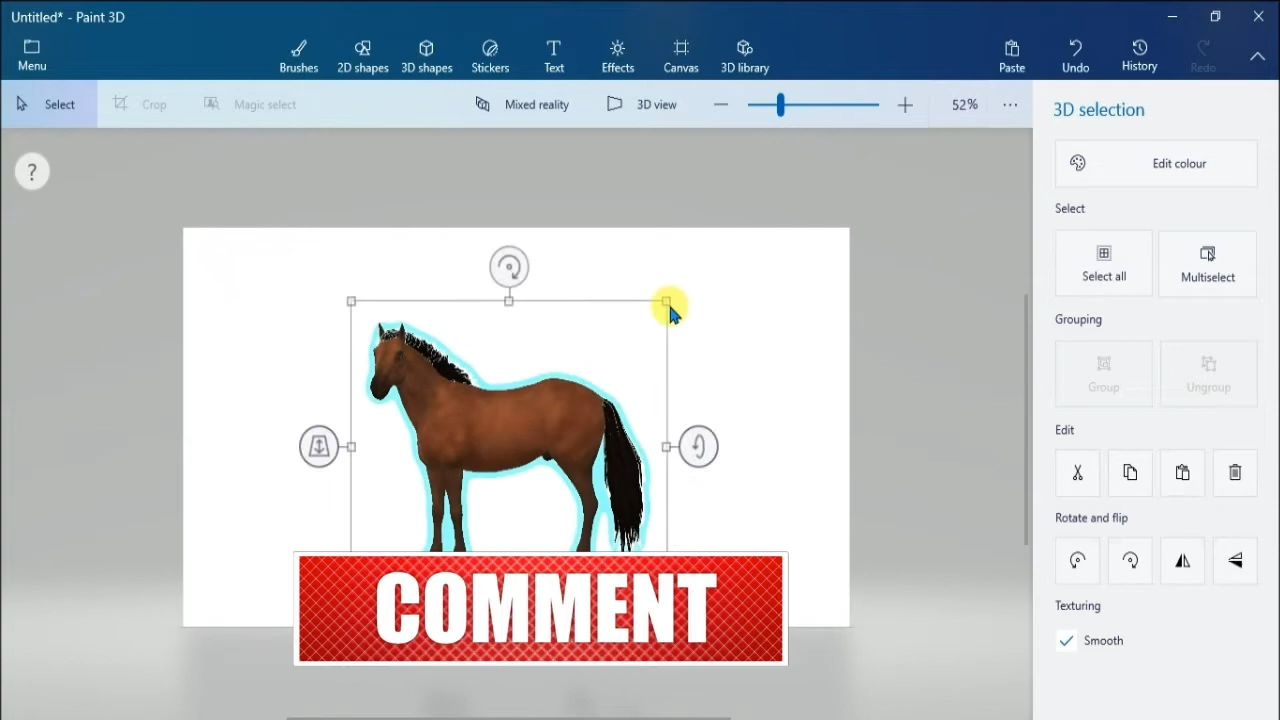 Untitled* - Paint 3D
Menu
Brushes
2D shapes
3D shapes
Stickers
Text
Effects
Canvas
3D library
Paste
Undo
History
Redo
Select
Crop
Magic select
Mixed reality
3D view
52%
3D selection
?
Edit colour
Select
Select all
Multiselect
Grouping
Group
Ungroup
Edit
Rotate and flip
Texturing
Smooth
COMMENT